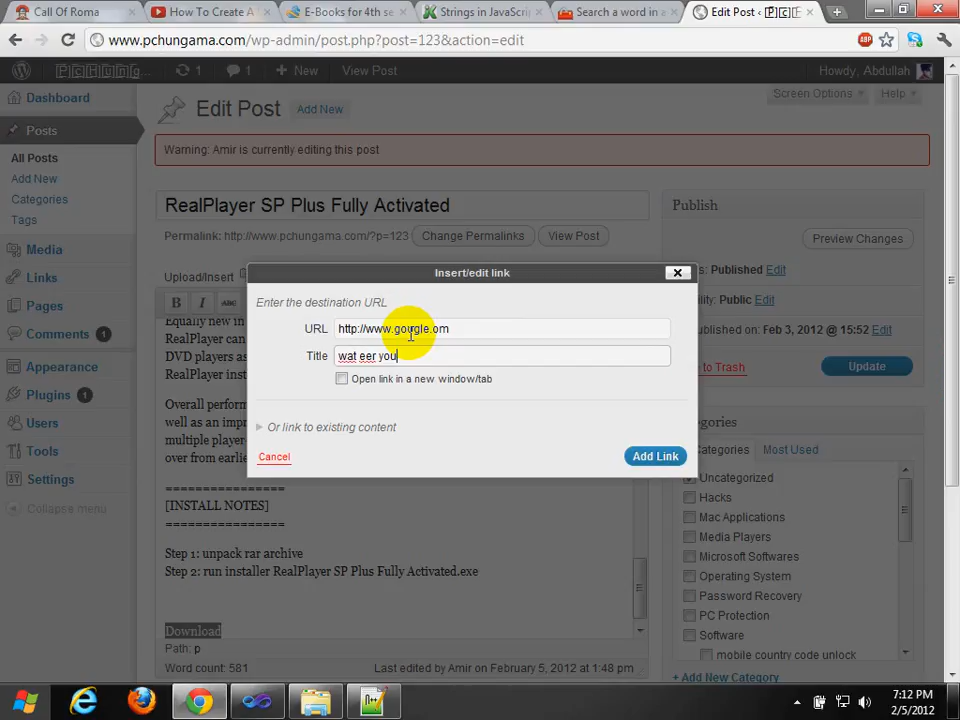 Call Of Roma
How To Create A
E-Books for 4th se
Strings in JavaScri
Search a word in a
Edit Post ‹
www.pchungama.com/wp-admin/post.php?post=123&action=edit
1 1 + New View Post
Howdy, Abdullah
Dashboard
Posts
All Posts
Add New
Categories
Tags
Media
Links
Pages
Comments 1
Appearance
Plugins 1
Users
Tools
Settings
Collapse menu
Edit Post Add New
Screen Options Help
Warning: Amir is currently editing this post
RealPlayer SP Plus Fully Activated
Permalink: http://www.pchungama.com/?p=123 Change Permalinks View Post
Upload/Insert
B I ABC
Equally new in
RealPlayer can
DVD players as
RealPlayer inst
Overall perform
well as an impr
multiple player
over from earlie
================
[INSTALL NOTES]
================
Step 1: unpack rar archive
Step 2: run installer RealPlayer SP Plus Fully Activated.exe
Download
Path: p
Word count: 581 Last edited by Amir on February 5, 2012 at 1:48 pm
Insert/edit link
Enter the destination URL
URL http://www.gougle.om
Title wat eer you
Open link in a new window/tab
Or link to existing content
Cancel Add Link
Publish
Preview Changes
: Published Edit
ility: Public Edit
ublished on: Feb 9, 2012 @ 15:52 Edit
e to Trash Update
egories
Categories Most Used
Uncategorized
Hacks
Mac Applications
Media Players
Microsoft Softwares
Operating System
Password Recovery
PC Protection
Software
mobile country code unlock
+ Add New Category
7:12 PM
2/5/2012